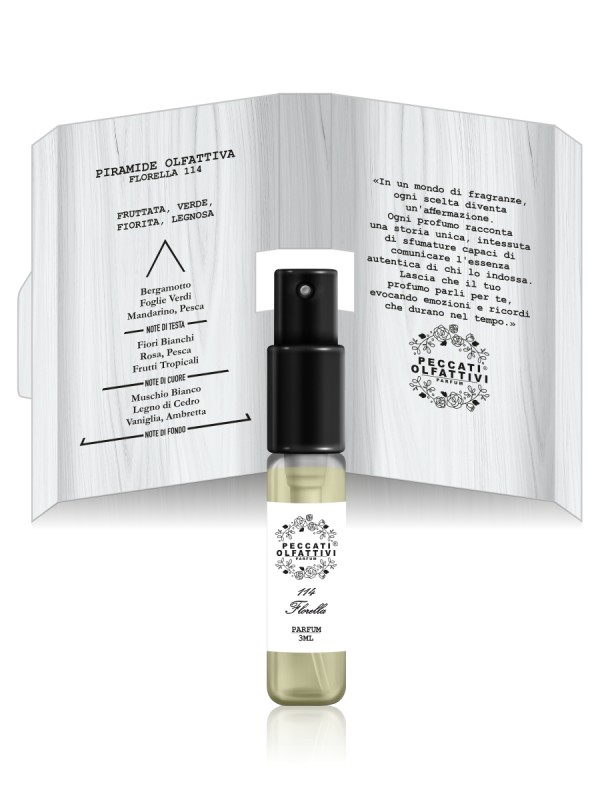 PIRAMIDE OLFATTIVA
FLORELLA 114
FRUTTATA, VERDE,
FIORITA, LEGNOSA
Bergamotto
Foglie Verdi
Mandarino, Pesca
NOTE DI TESTA
Fiori Bianchi
Rosa, Pesca
Frutti Tropicali
NOTE DI CUORE
Muschio Bianco
Legno di Cedro
Vaniglia, Ambretta
NOTE DI FONDO
«In un mondo di fragranze,
ogni scelta diventa
un'affermazione.
Ogni profumo racconta
una storia unica, intessuta
di sfumature capaci di
comunicare l'essenza
autentica di chi lo indossa.
Lascia che il tuo
profumo parli per te,
evocando emozioni e ricordi
che durano nel tempo.»
PECCATI
OLFATTIVI
PARFUM
PECCATI
OLFATTIVI
PARFUM
114
Florella
PARFUM
3ML